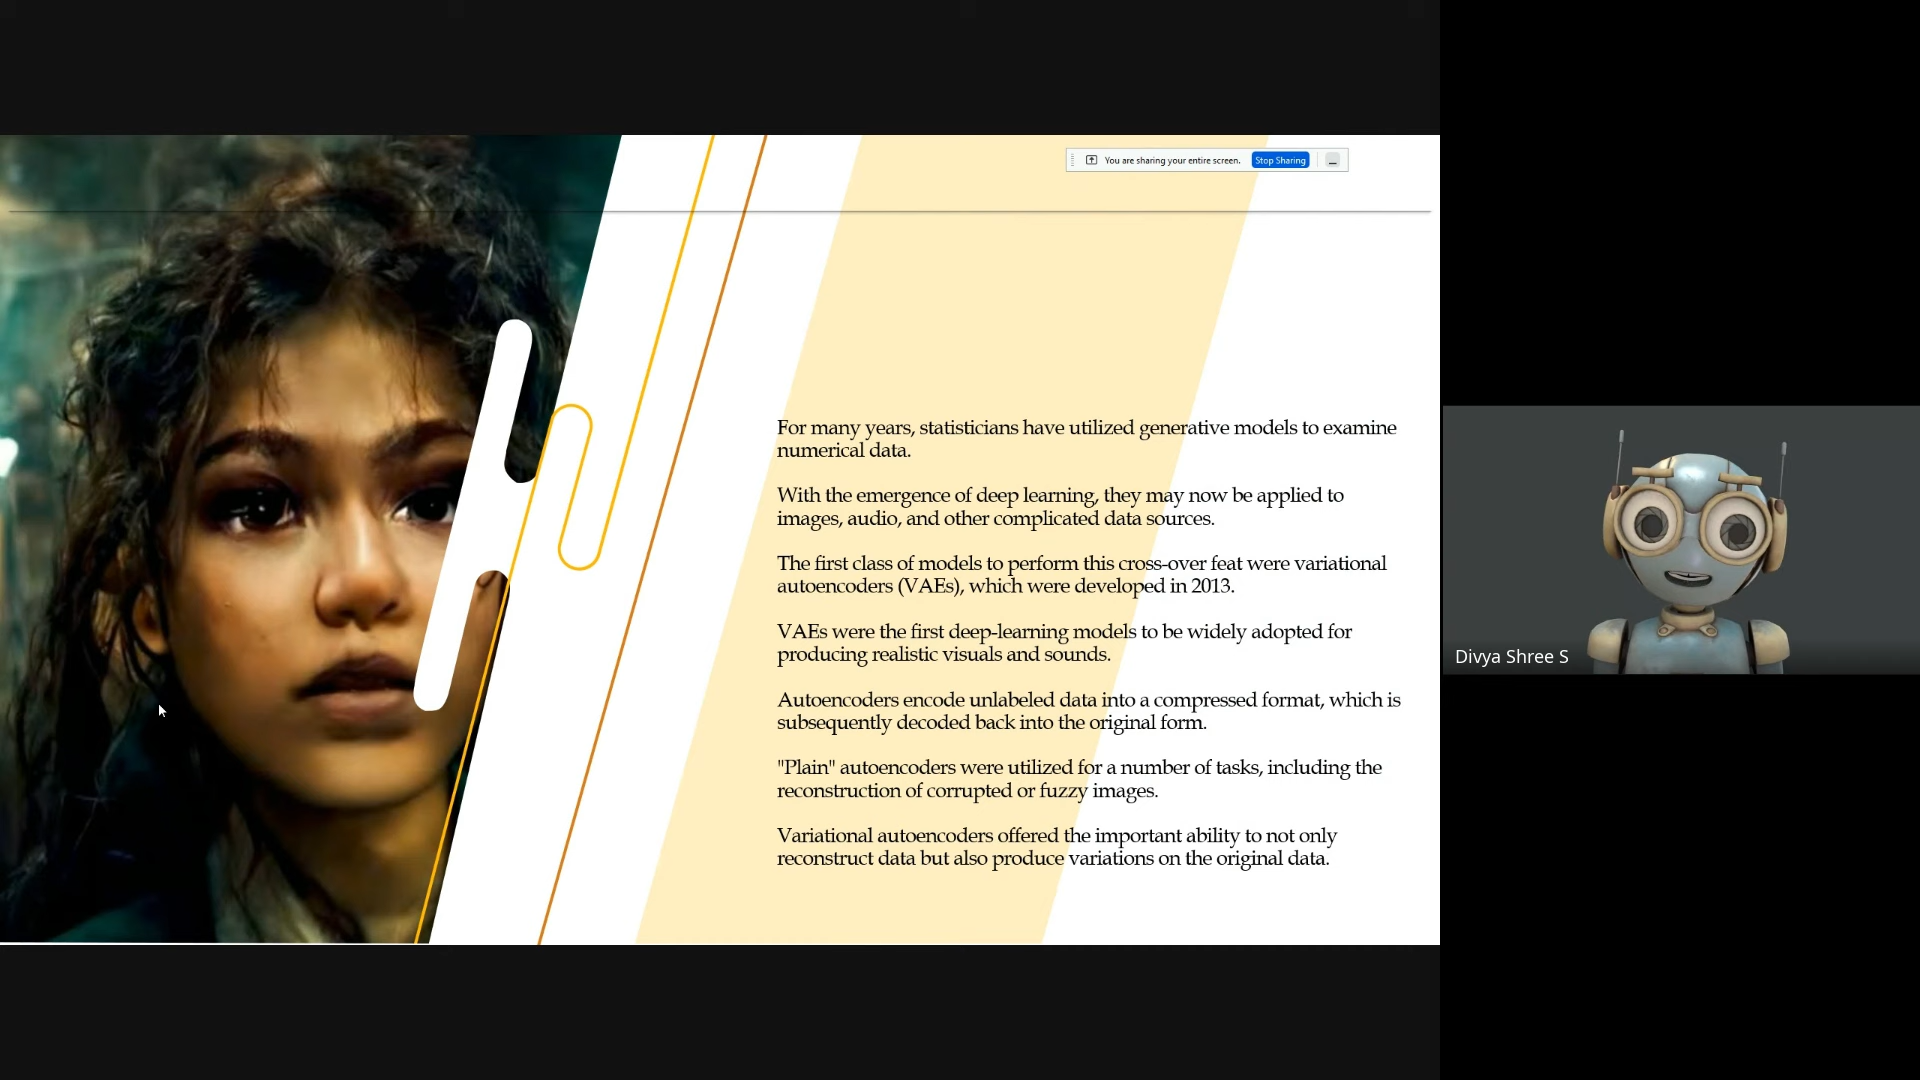 You are sharing your entire screen.
Stop Sharing
For many years, statisticians have utilized generative models to examine
numerical data.
With the emergence of deep learning, they may now be applied to
images, audio, and other complicated data sources.
The first class of models to perform this cross-over feat were variational
autoencoders (VAEs), which were developed in 2013.
VAEs were the first deep-learning models to be widely adopted for
producing realistic visuals and sounds.
Autoencoders encode unlabeled data into a compressed format, which is
subsequently decoded back into the original form.
"Plain" autoencoders were utilized for a number of tasks, including the
reconstruction of corrupted or fuzzy images.
Variational autoencoders offered the important ability to not only
reconstruct data but also produce variations on the original data.
Divya Shree S